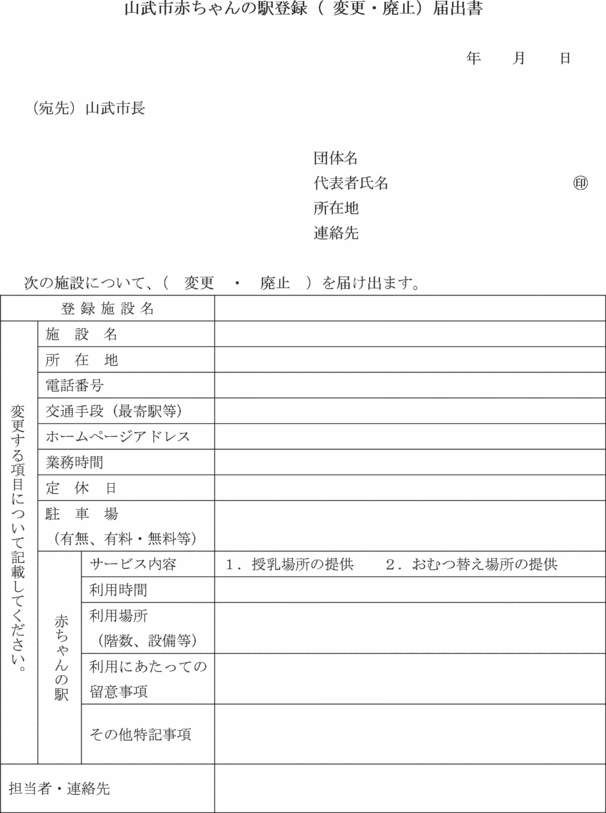 山武市赤ちゃんの駅登録（ 変更・廃止）届出書
年　　月　　日
（宛先）山武市長
団体名
代表者氏名　　　　　　　　　　　　㊞
所在地
連絡先
次の施設について、（　変更　・　廃止　）を届け出ます。
登 録 施 設 名
変更する項目について記載してください。
施　設　名
所　在　地
電話番号
交通手段（最寄駅等）
ホームページアドレス
業務時間
定　休　日
駐　車　場
（有無、有料・無料等）
赤ちゃんの駅
サービス内容　１．授乳場所の提供　　２．おむつ替え場所の提供
利用時間
利用場所
（階数、設備等）
利用にあたっての
留意事項
その他特記事項
担当者・連絡先